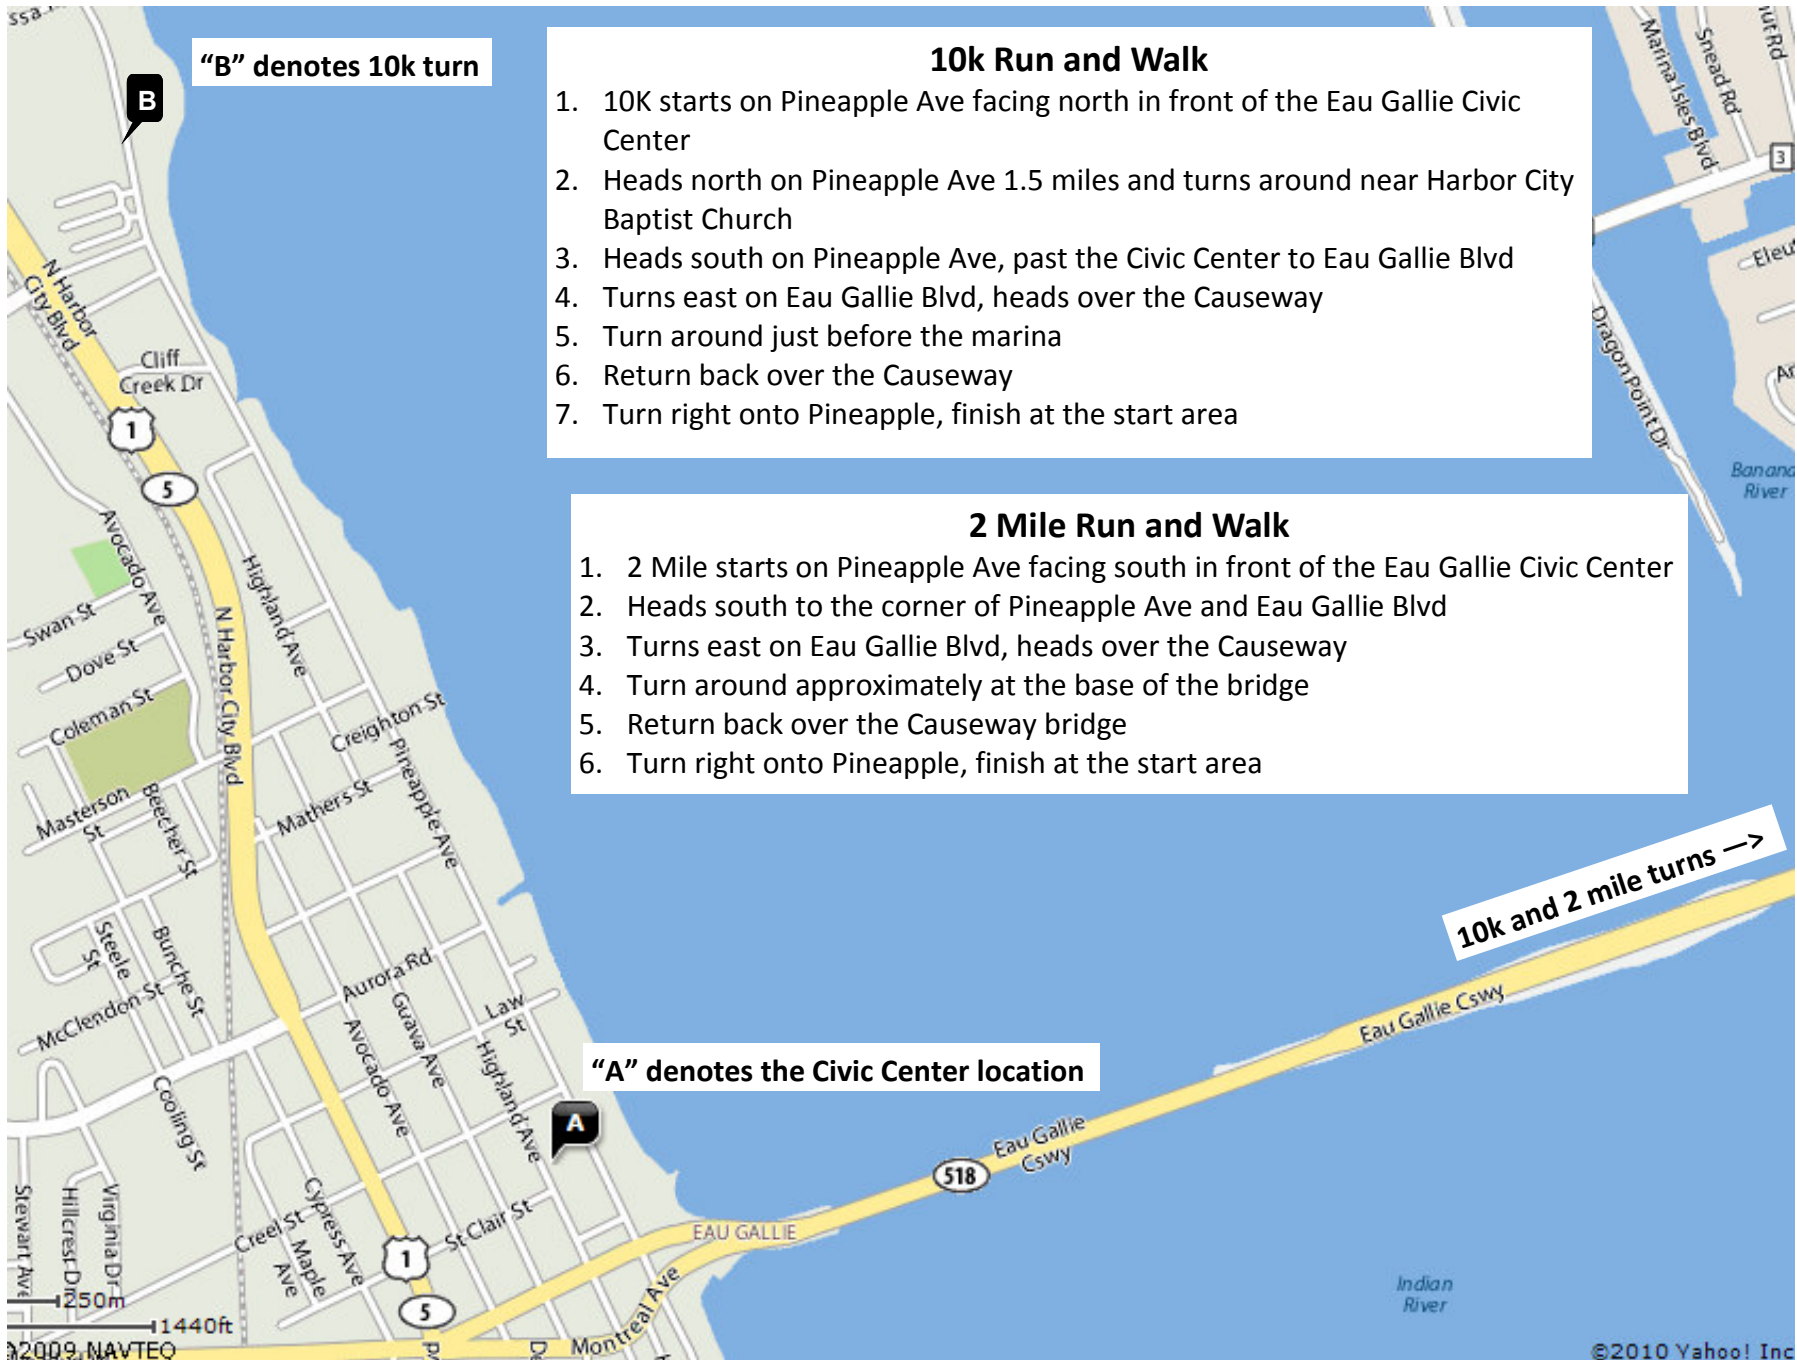 ssa
"B" denotes 10k turn
B
10k Run and Walk
1. 10K starts on Pineapple Ave facing north in front of the Eau Gallie Civic
Center
2. Heads north on Pineapple Ave 1.5 miles and turns around near Harbor City
Baptist Church
3. Heads south on Pineapple Ave, past the Civic Center to Eau Gallie Blvd
4. Turns east on Eau Gallie Blvd, heads over the Causeway
5. Turn around just before the marina
6. Return back over the Causeway
7. Turn right onto Pineapple, finish at the start area
Marina Isles Blvd
Snead Rd
ut Rd
3
Eleu
Dragon Point Dr
Ar
Banana
River
N Harbor
City Blvd
Cliff
Creek Dr
1
5
2 Mile Run and Walk
1. 2 Mile starts on Pineapple Ave facing south in front of the Eau Gallie Civic Center
2. Heads south to the corner of Pineapple Ave and Eau Gallie Blvd
3. Turns east on Eau Gallie Blvd, heads over the Causeway
4. Turn around approximately at the base of the bridge
5. Return back over the Causeway bridge
6. Turn right onto Pineapple, finish at the start area
Avocado Ave
Highland Ave
Swan St
Dove St
N Harbor City Blvd
Coleman St
Creighton St
Pineapple Ave
Masterson
St
Beecher St
Mathers St
10k and 2 mile turns —>
Steele
St
Bunche St
Aurora Rd
McClendon St
Guava Ave
Law
St
Avocado Ave
Highland Ave
Eau Gallie Cswy
"A" denotes the Civic Center location
A
Cooling St
Eau Gallie
Cswy
518
Stewart Ave
Hillcrest Dr
Virginia Dr
Creel St
Cypress Ave
Maple
Ave
St Clair St
EAU GALLIE
1
5
Montreal Ave
Indian
River
250m
1440ft
©2009 NAVTEQ
De
©2010 Yahoo! Inc